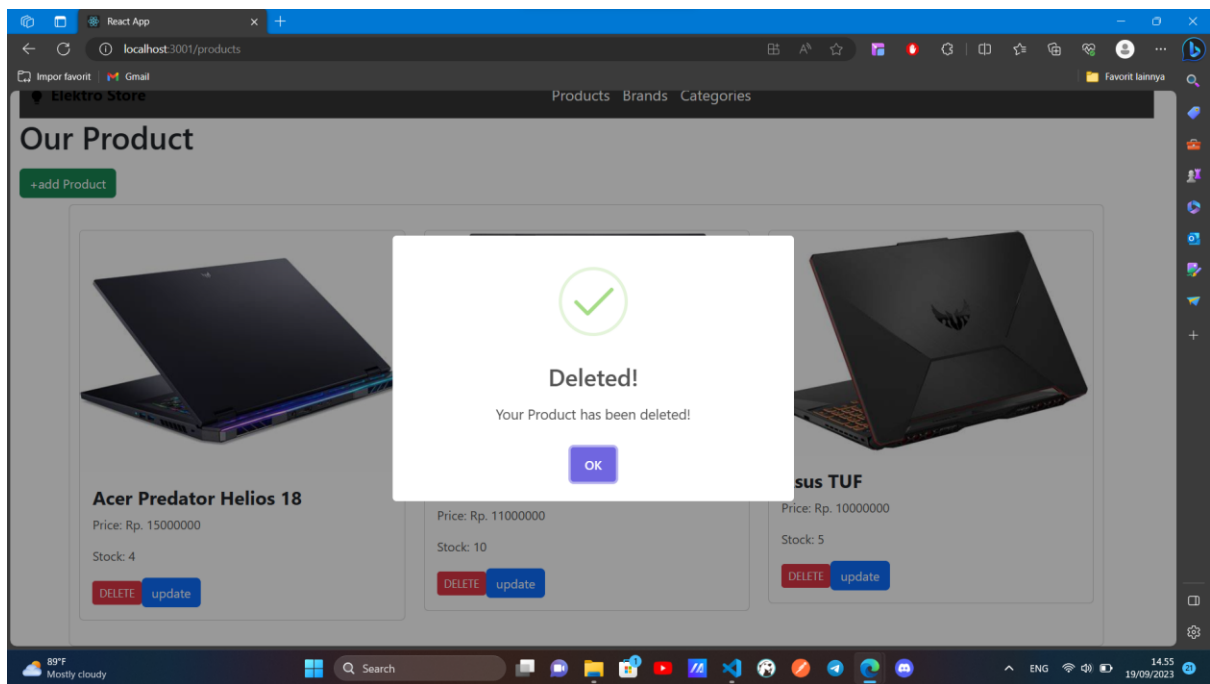 React App
localhost:3001/products
Impor favorit
Gmail
Favorit lainnya
Elektro Store
Products Brands Categories
Our Product
+add Product
Deleted!
Your Product has been deleted!
OK
Acer Predator Helios 18
Price: Rp. 15000000
Stock: 4
DELETE update
Price: Rp. 11000000
Stock: 10
DELETE update
TUF
Price: Rp. 10000000
Stock: 5
DELETE update
89°F
Mostly cloudy
Search
ENG
14.55
19/09/2023
21